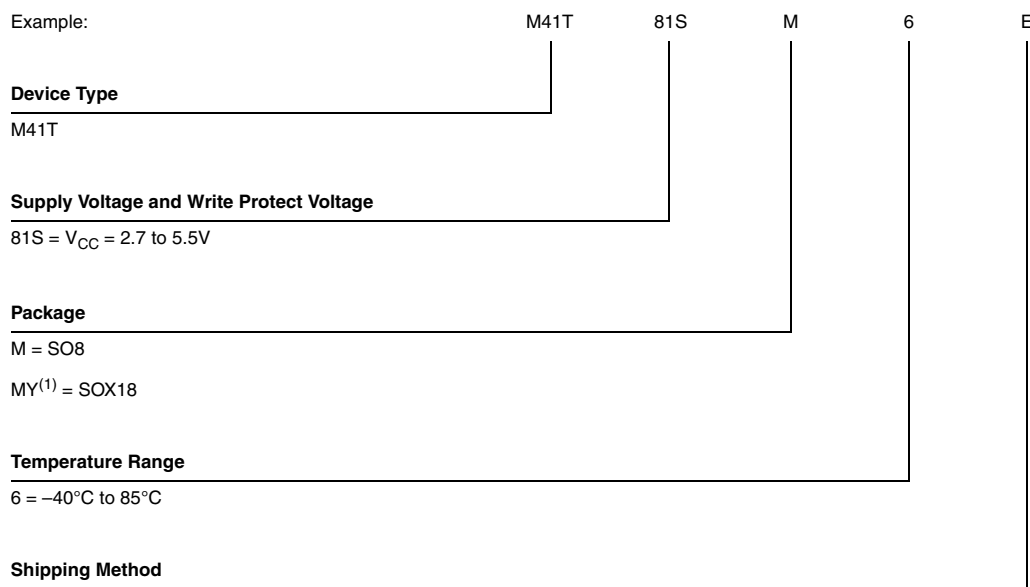 Example: M41T 81S M 6 E
Device Type
M41T
Supply Voltage and Write Protect Voltage
81S = VCC = 2.7 to 5.5V
Package
M = SO8
MY(1) = SOX18
Temperature Range
6 = –40°C to 85°C
Shipping Method